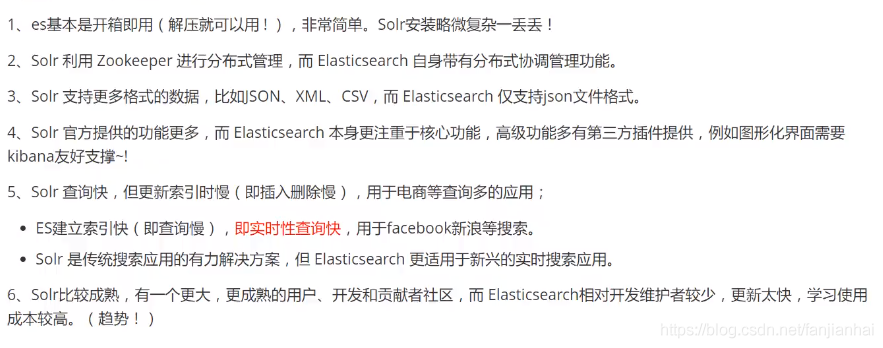 1、es基本是开箱即用（解压就可以用！），非常简单。Solr安装略微复杂一丢丢！
2、Solr 利用 Zookeeper 进行分布式管理，而 Elasticsearch 自身带有分布式协调管理功能。
3、Solr 支持更多格式的数据，比如JSON、XML、CSV，而 Elasticsearch 仅支持json文件格式。
4、Solr 官方提供的功能更多，而 Elasticsearch 本身更注重于核心功能，高级功能多有第三方插件提供，例如图形化界面需要
kibana友好支撑~!
5、Solr 查询快，但更新索引时慢（即插入删除慢），用于电商等查询多的应用；
• ES建立索引快（即查询慢），即实时性查询快，用于facebook新浪等搜索。
• Solr 是传统搜索应用的有力解决方案，但 Elasticsearch 更适用于新兴的实时搜索应用。
6、Solr比较成熟，有一个更大，更成熟的用户、开发和贡献者社区，而 Elasticsearch相对开发维护者较少，更新太快，学习使用
成本较高。（趋势！）
https://blog.csdn.net/fanjianhai